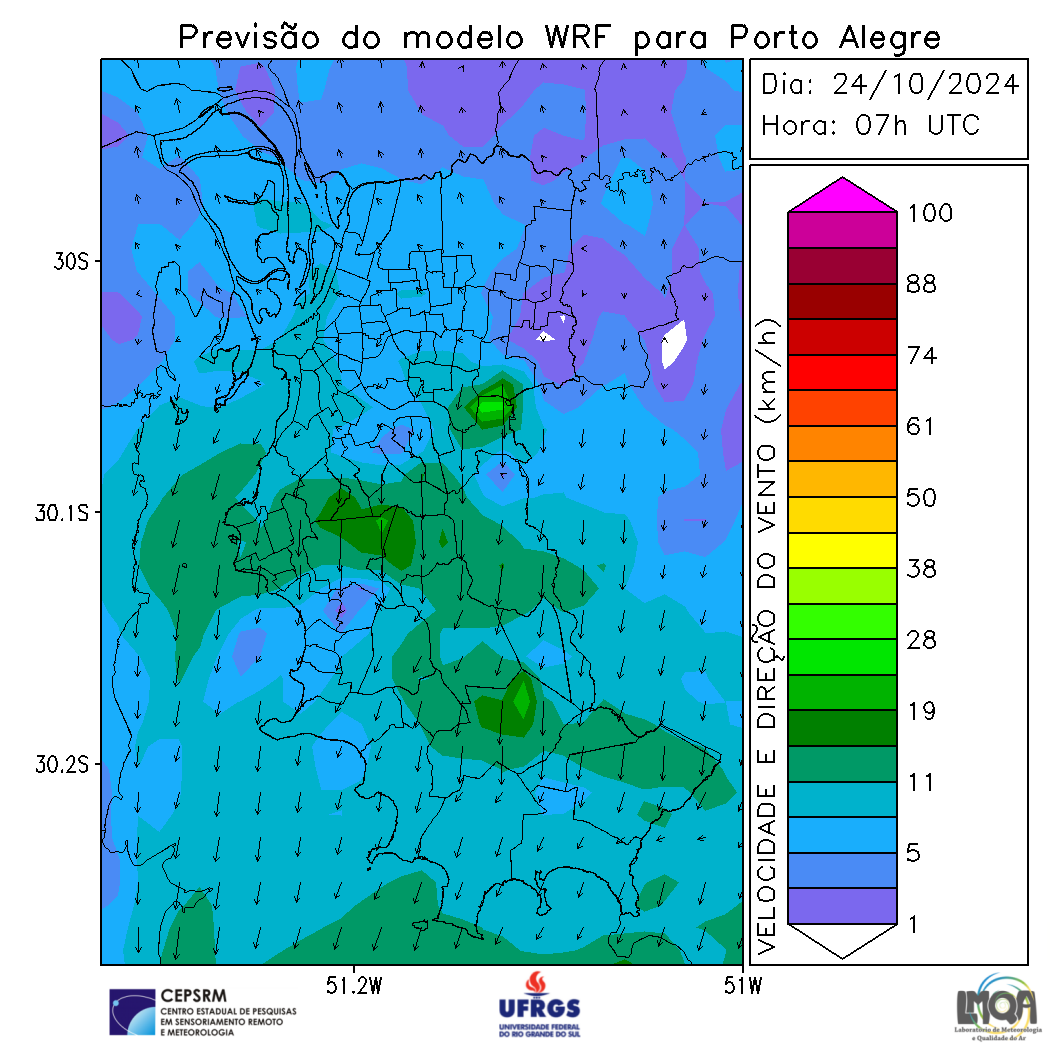 Previsão do modelo WRF para Porto Alegre
Dia: 24/10/2024
Hora: 07h UTC
30S
30.1S
30.2S
51.2W
51W
VELOCIDADE E DIREÇÃO DO VENTO (km/h)
100
88
74
61
50
38
28
19
11
5
1
CEPSRM
CENTRO ESTADUAL DE PESQUISAS
EM SENSORIAMENTO REMOTO
E METEOROLOGIA
UFRGS
UNIVERSIDADE FEDERAL
DO RIO GRANDE DO SUL
LMQA
Laboratório de Meteorologia
e Qualidade do Ar